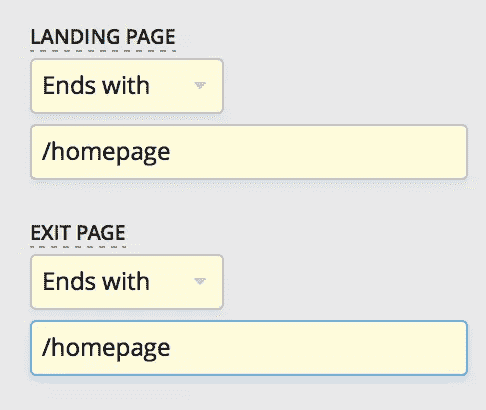 LANDING PAGE
Ends with
/homepage
EXIT PAGE
Ends with
/homepage